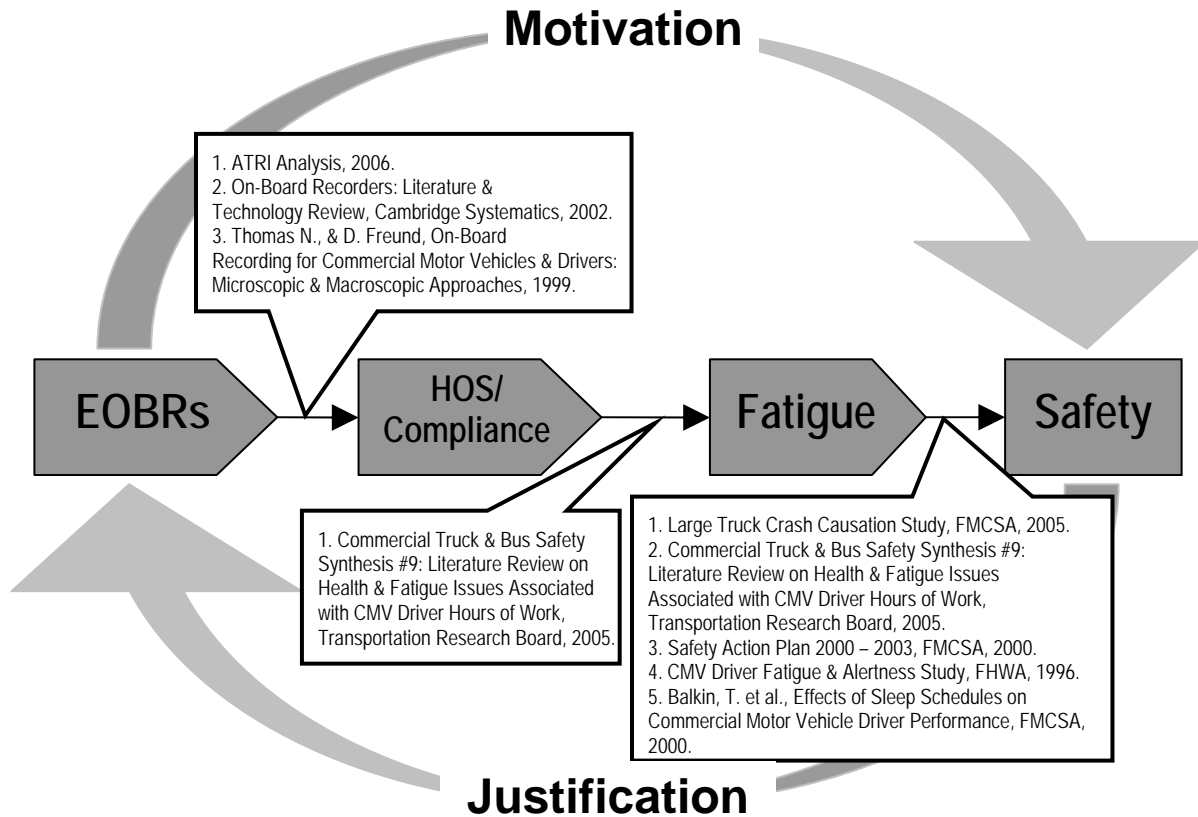 Motivation
1. ATRI Analysis, 2006.
2. On-Board Recorders: Literature &
Technology Review, Cambridge Systematics, 2002.
3. Thomas N., & D. Freund, On-Board
Recording for Commercial Motor Vehicles & Drivers:
Microscopic & Macroscopic Approaches, 1999.
EOBRs
HOS/
Compliance
Fatigue
Safety
1. Commercial Truck & Bus Safety
Synthesis #9: Literature Review on
Health & Fatigue Issues Associated
with CMV Driver Hours of Work,
Transportation Research Board, 2005.
1. Large Truck Crash Causation Study, FMCSA, 2005.
2. Commercial Truck & Bus Safety Synthesis #9:
Literature Review on Health & Fatigue Issues
Associated with CMV Driver Hours of Work,
Transportation Research Board, 2005.
3. Safety Action Plan 2000 – 2003, FMCSA, 2000.
4. CMV Driver Fatigue & Alertness Study, FHWA, 1996.
5. Balkin, T. et al., Effects of Sleep Schedules on
Commercial Motor Vehicle Driver Performance, FMCSA,
2000.
Justification